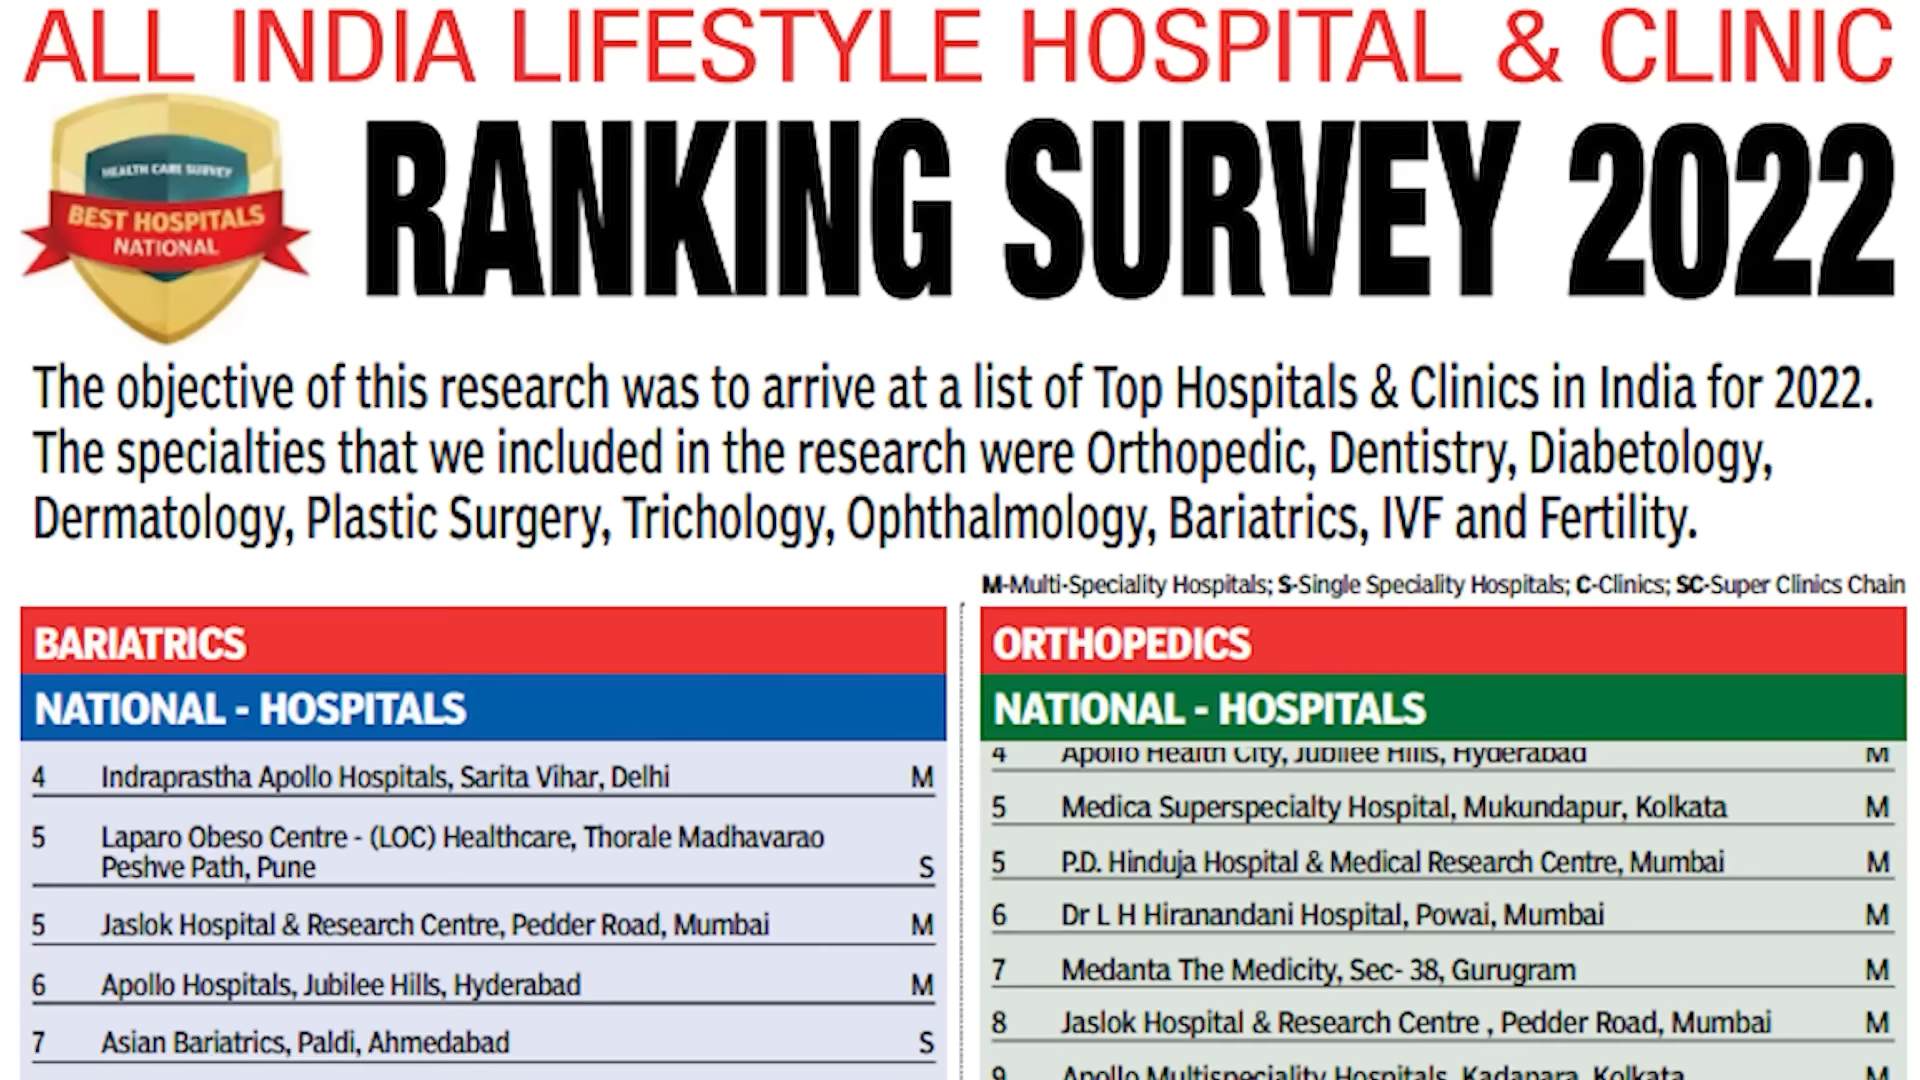 ALL INDIA LIFESTYLE HOSPITAL & CLINIC
HEALTH CARE SURVEY
BEST HOSPITALS
NATIONAL
RANKING SURVEY 2022
The objective of this research was to arrive at a list of Top Hospitals & Clinics in India for 2022.
The specialties that we included in the research were Orthopedic, Dentistry, Diabetology,
Dermatology, Plastic Surgery, Trichology, Ophthalmology, Bariatrics, IVF and Fertility.
M-Multi-Speciality Hospitals; S-Single Speciality Hospitals; C-Clinics; SC-Super Clinics Chain
BARIATRICS
NATIONAL - HOSPITALS
4 Indraprastha Apollo Hospitals, Sarita Vihar, Delhi M
5 Laparo Obeso Centre - (LOC) Healthcare, Thorale Madhavarao
Peshve Path, Pune S
5 Jaslok Hospital & Research Centre, Pedder Road, Mumbai M
6 Apollo Hospitals, Jubilee Hills, Hyderabad M
7 Asian Bariatrics, Paldi, Ahmedabad S
ORTHOPEDICS
NATIONAL - HOSPITALS
4 Apollo Health City, Jubilee Hills, Hyderabad M
5 Medica Superspecialty Hospital, Mukundapur, Kolkata M
5 P.D. Hinduja Hospital & Medical Research Centre, Mumbai M
6 Dr L H Hiranandani Hospital, Powai, Mumbai M
7 Medanta The Medicity, Sec- 38, Gurugram M
8 Jaslok Hospital & Research Centre , Pedder Road, Mumbai M
9 Apollo Multispeciality Hospitals, Kadapara, Kolkata M